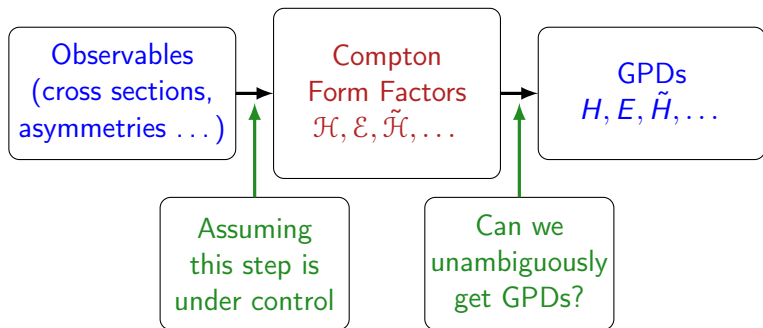 Observables
(cross sections,
asymmetries . . . )
Compton
Form Factors
ℋ, ℰ, ℋ̃, . . .
GPDs
H, E, H̃, . . .
Assuming
this step is
under control
Can we
unambiguously
get GPDs?